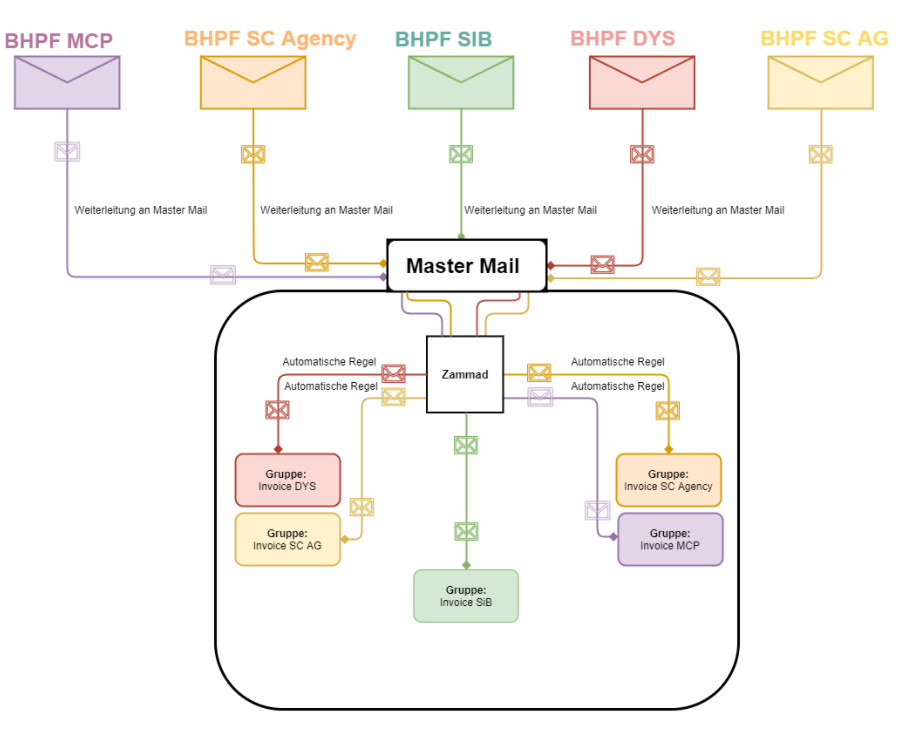 BHPF MCP
BHPF SC Agency
BHPF SIB
BHPF DYS
BHPF SC AG
Weiterleitung an Master Mail
Weiterleitung an Master Mail
Weiterleitung an Master Mail
Weiterleitung an Master Mail
Master Mail
Zammad
Automatische Regel
Automatische Regel
Automatische Regel
Automatische Regel
Gruppe:
Invoice DYS
Gruppe:
Invoice SC Agency
Gruppe:
Invoice SC AG
Gruppe:
Invoice MCP
Gruppe:
Invoice SiB